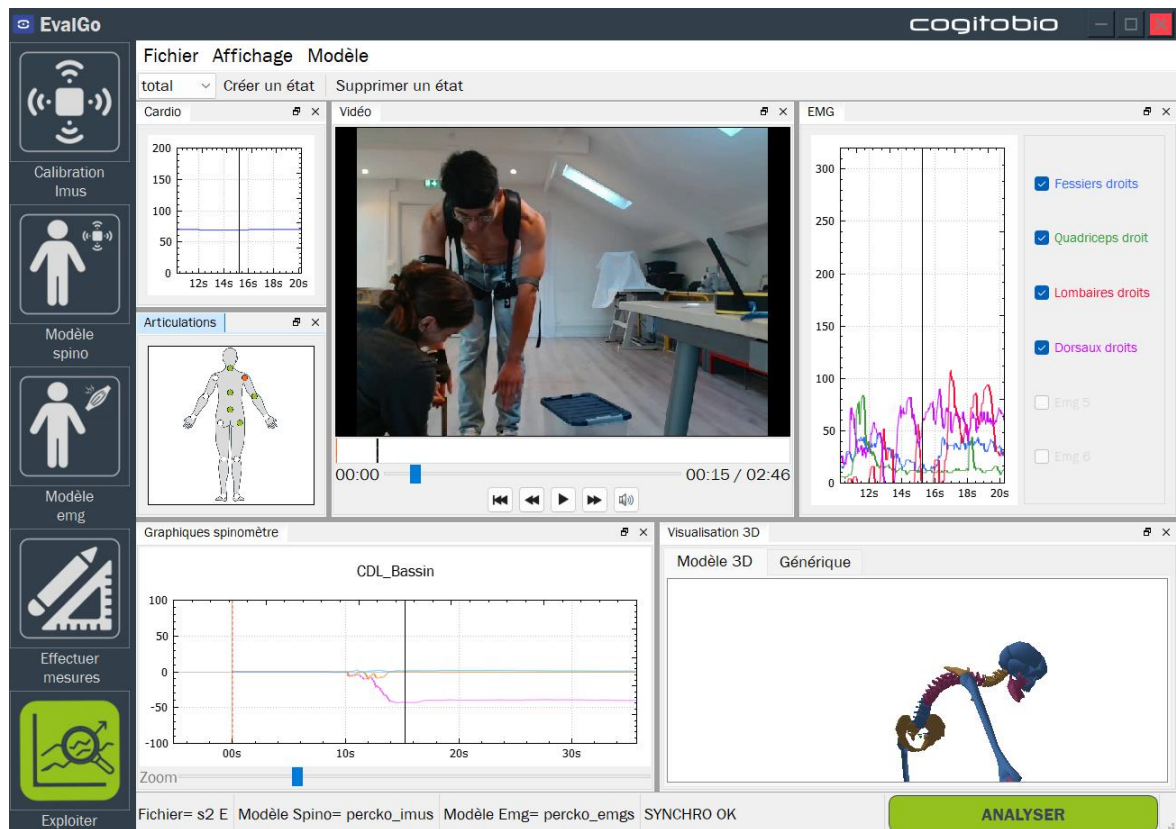 EvalGo
cogitobio
Fichier Affichage Modèle
total Créer un état Supprimer un état
Calibration
Imus
Modèle
spino
Modèle
emg
Effectuer
mesures
Exploiter
Cardio
200
150
100
50
0
12s 14s 16s 18s 20s
Articulations
Vidéo
00:00 00:15 / 02:46
EMG
300
250
200
150
100
50
0
12s 14s 16s 18s 20s
Fessiers droits
Quadriceps droit
Lombaires droits
Dorsaux droits
Emg 5
Emg 6
Graphiques spinomètre
CDL_Bassin
100
50
0
-50
-100
00s 10s 20s 30s
Zoom
Visualisation 3D
Modèle 3D Générique
Fichier= s2 E Modèle Spino= percko_imus Modèle Emg= percko_emgs SYNCHRO OK
ANALYSER